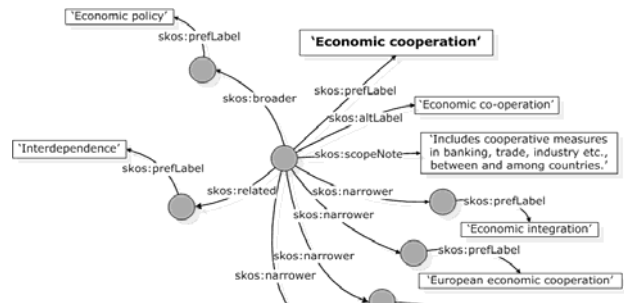 'Economic policy'
skos:prefLabel
'Economic cooperation'
skos:broader
skos:prefLabel
skos:altLabel
'Economic co-operation'
'Interdependence'
skos:prefLabel
skos:scopeNote
'Includes cooperative measures
in banking, trade, industry etc.,
between and among countries.'
skos:related
skos:narrower
skos:prefLabel
skos:narrower
'Economic integration'
skos:prefLabel
skos:narrower
skos:narrower
'European economic cooperation'